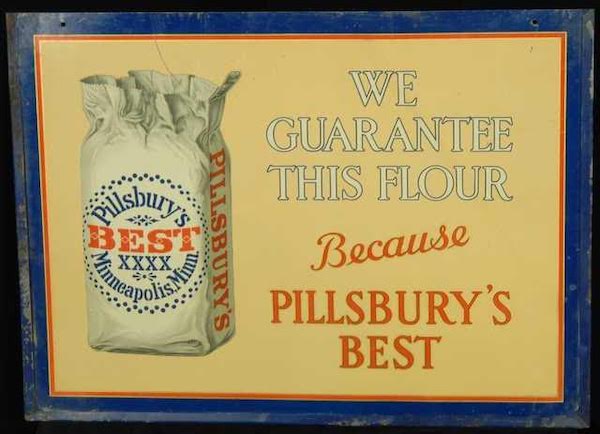 Pillsbury's
BEST
XXXX
Minneapolis, Minn
PILLSBURY'S
WE
GUARANTEE
THIS FLOUR
Because
PILLSBURY'S
BEST